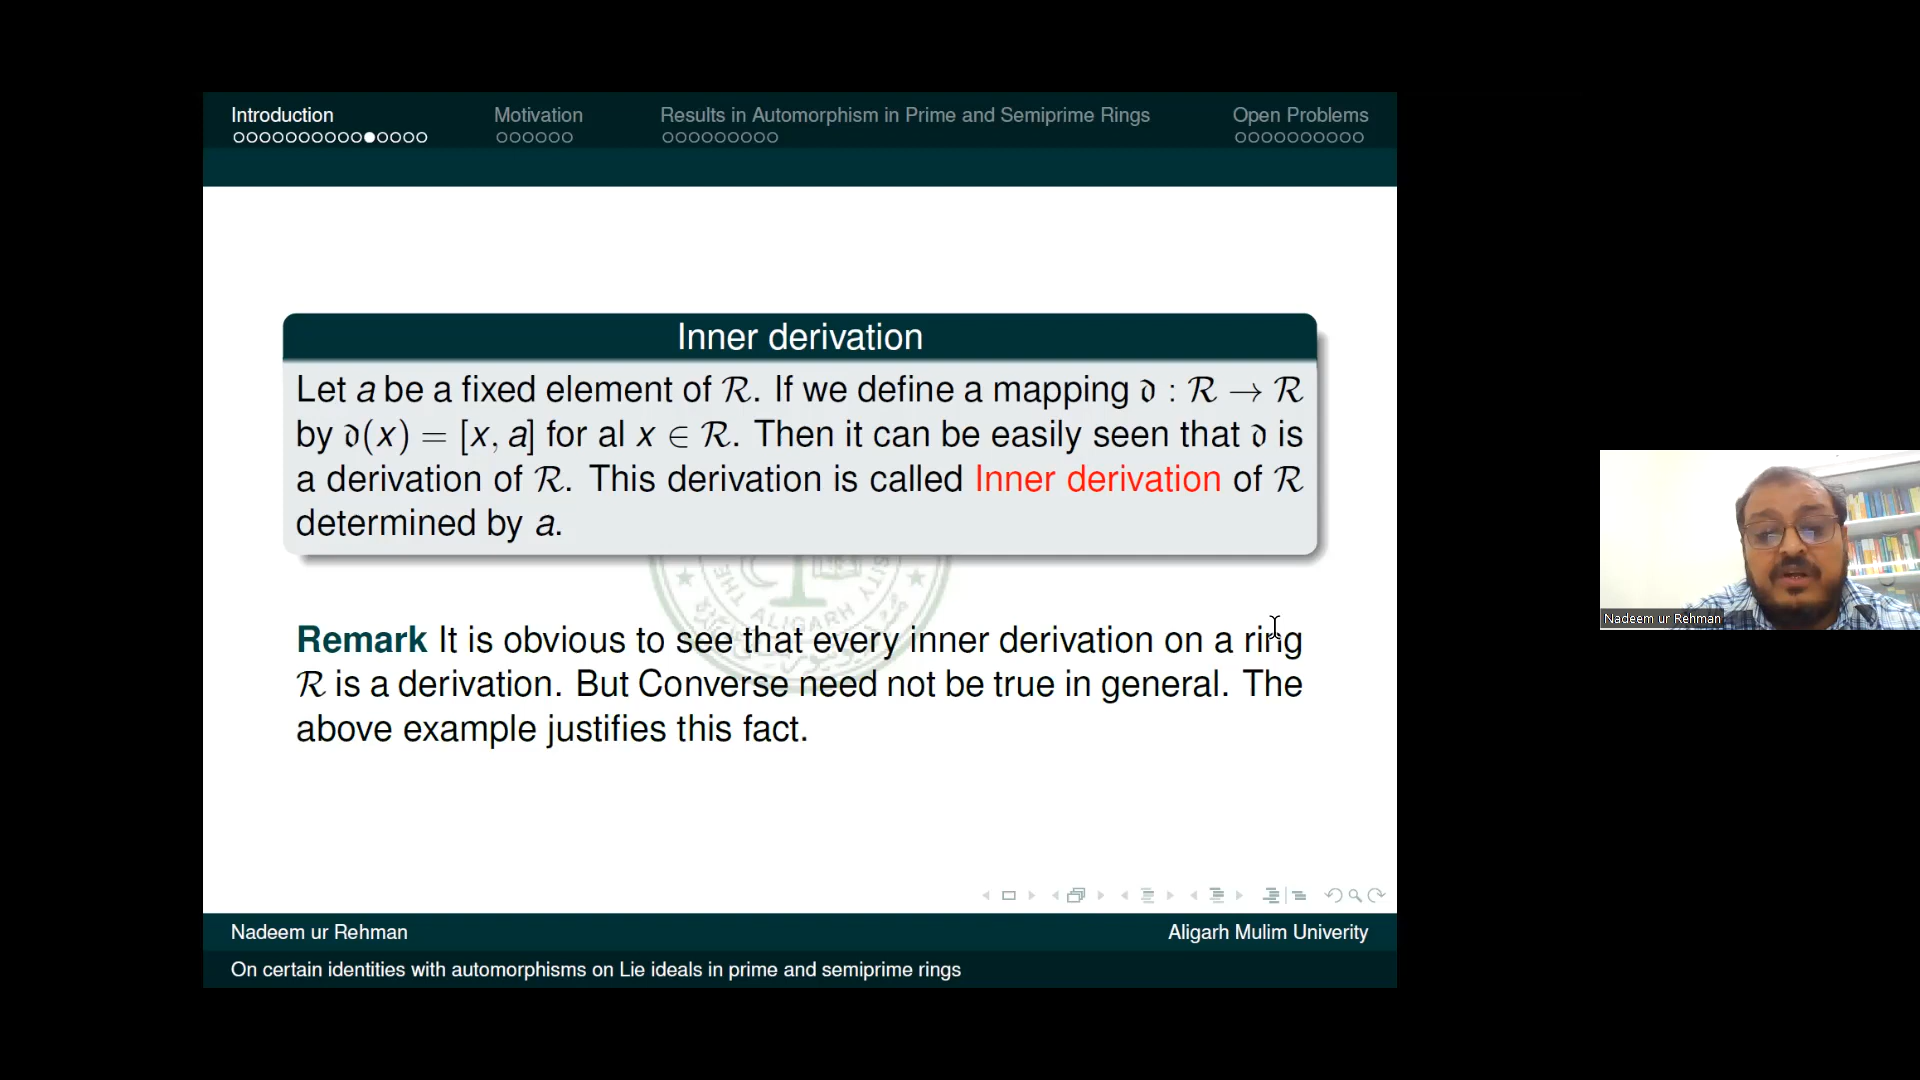 Introduction
Motivation
Results in Automorphism in Prime and Semiprime Rings
Open Problems
Inner derivation
Let a be a fixed element of ℛ. If we define a mapping 𝔡 : ℛ → ℛ
by 𝔡(x) = [x, a] for al x ∈ ℛ. Then it can be easily seen that 𝔡 is
a derivation of ℛ. This derivation is called Inner derivation of ℛ
determined by a.
THE ALIGARH
Remark It is obvious to see that every inner derivation on a ring
ℛ is a derivation. But Converse need not be true in general. The
above example justifies this fact.
Nadeem ur Rehman
Nadeem ur Rehman
Aligarh Mulim Univerity
On certain identities with automorphisms on Lie ideals in prime and semiprime rings